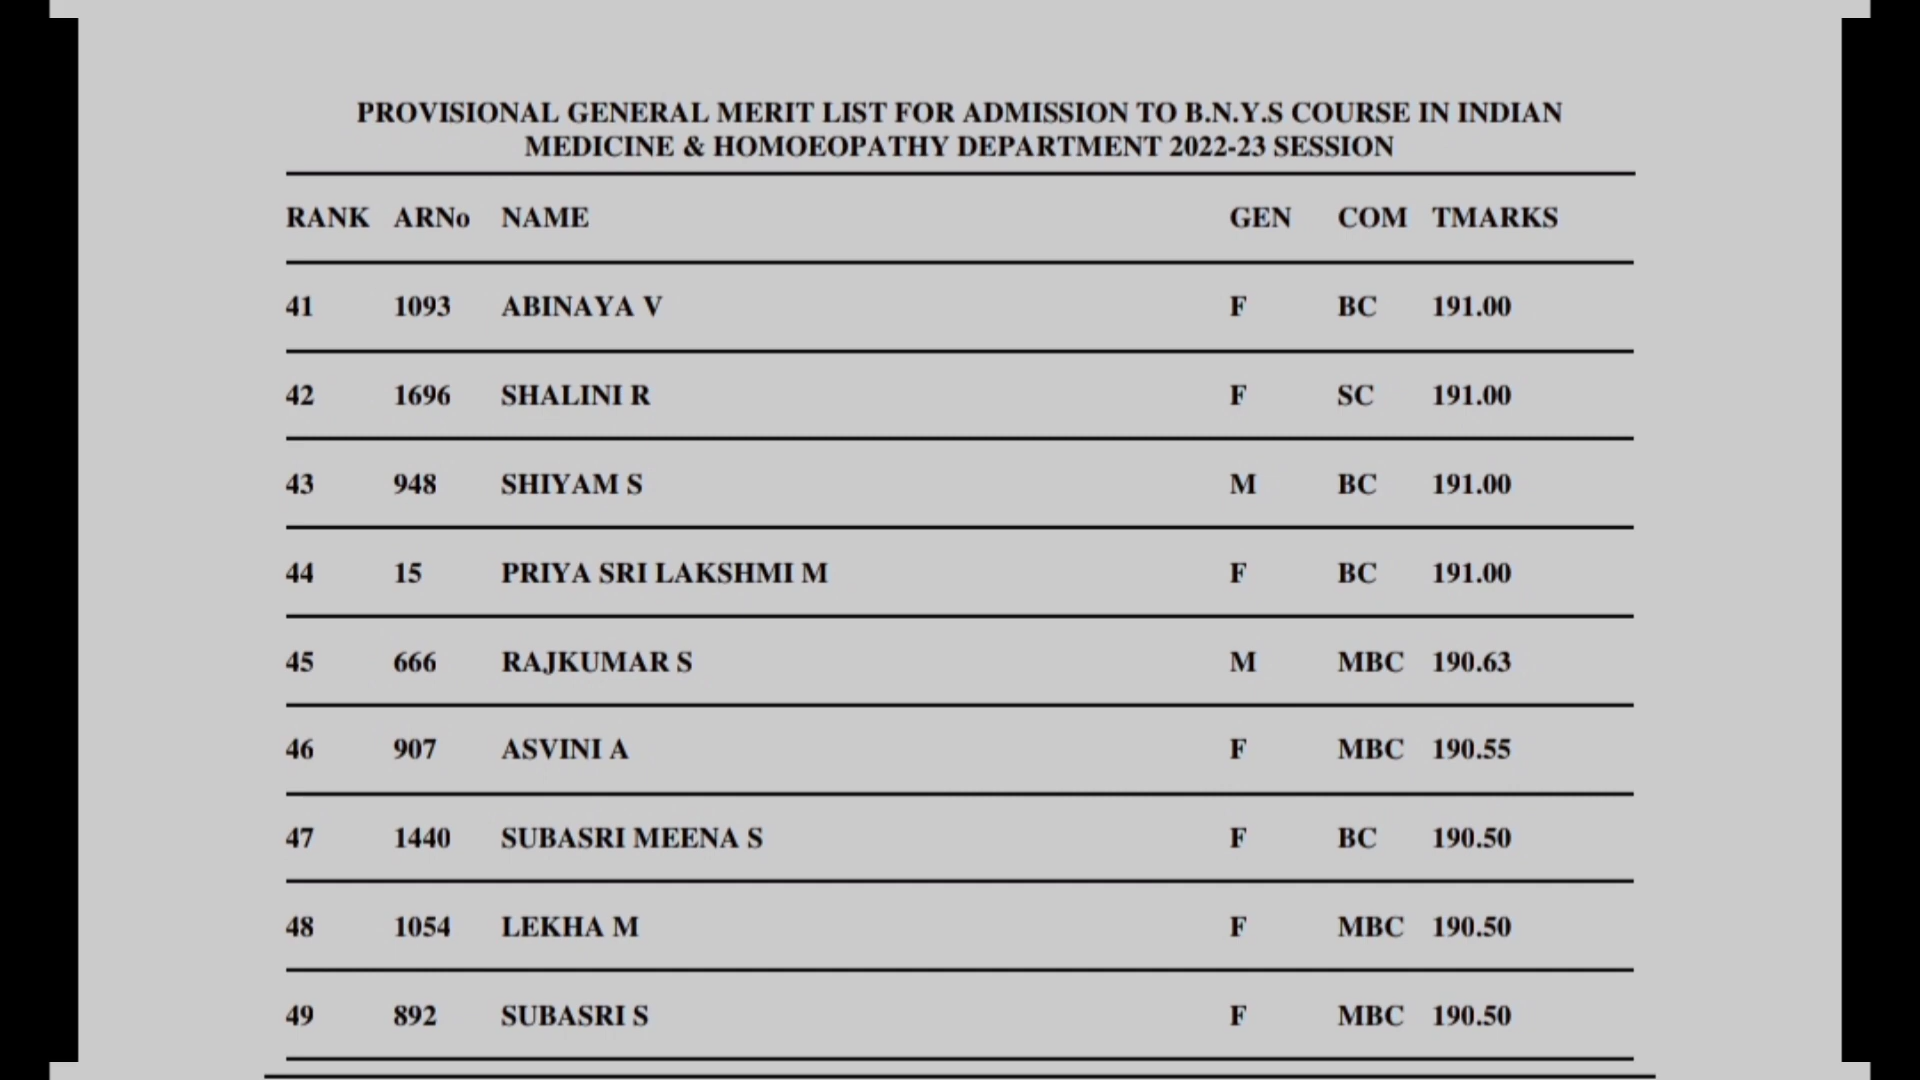 PROVISIONAL GENERAL MERIT LIST FOR ADMISSION TO B.N.Y.S COURSE IN INDIAN
MEDICINE & HOMOEOPATHY DEPARTMENT 2022-23 SESSION
RANK ARNo NAME GEN COM TMARKS
41 1093 ABINAYA V F BC 191.00
42 1696 SHALINI R F SC 191.00
43 948 SHIYAM S M BC 191.00
44 15 PRIYA SRI LAKSHMI M F BC 191.00
45 666 RAJKUMAR S M MBC 190.63
46 907 ASVINI A F MBC 190.55
47 1440 SUBASRI MEENA S F BC 190.50
48 1054 LEKHA M F MBC 190.50
49 892 SUBASRI S F MBC 190.50